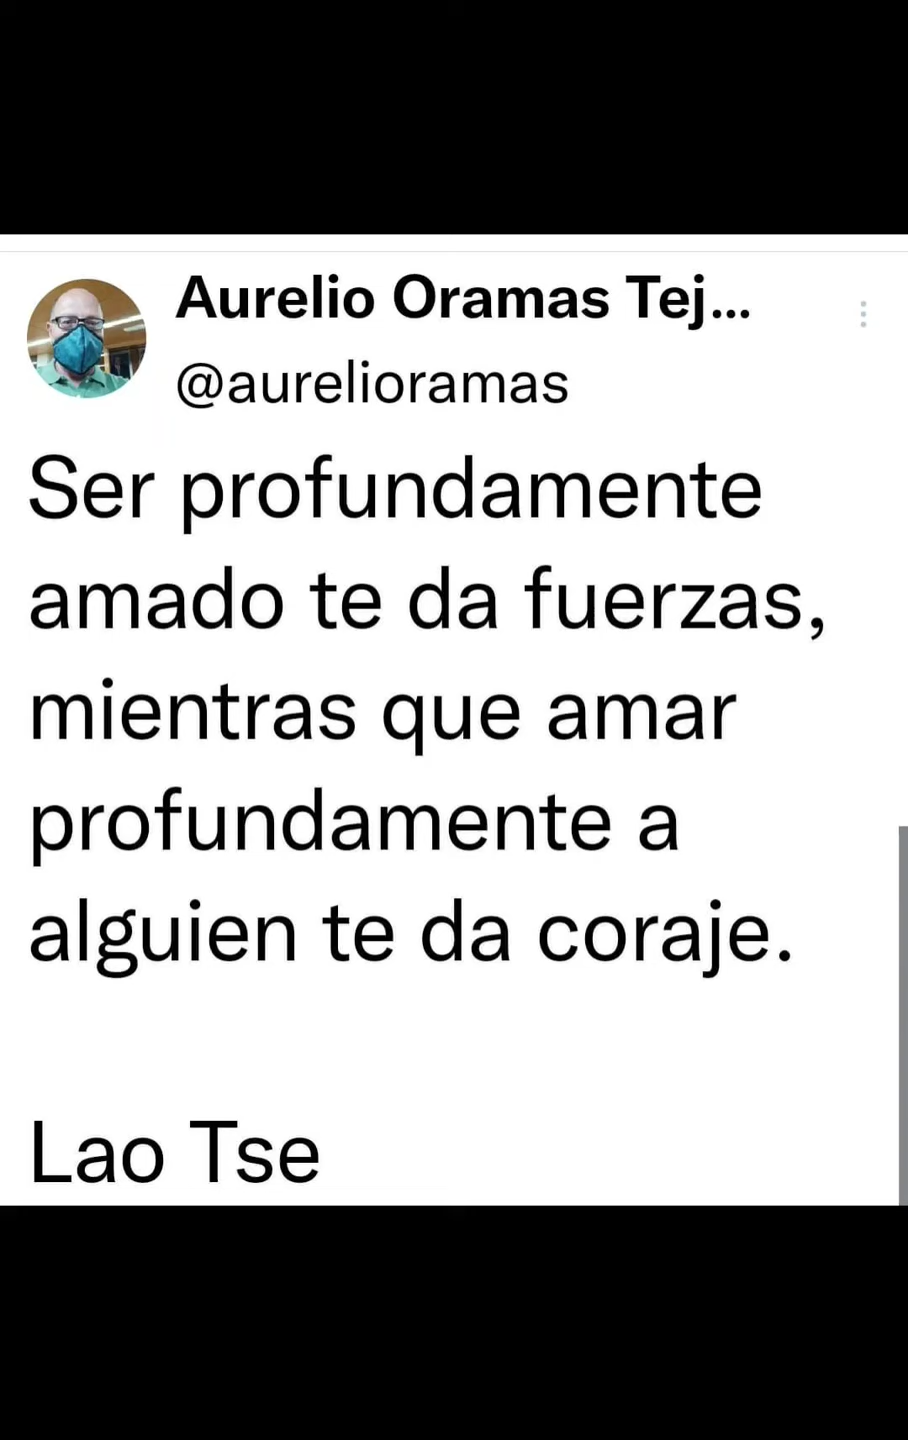 Aurelio Oramas Tej...
@aurelioramas
Ser profundamente
amado te da fuerzas,
mientras que amar
profundamente a
alguien te da coraje.
Lao Tse